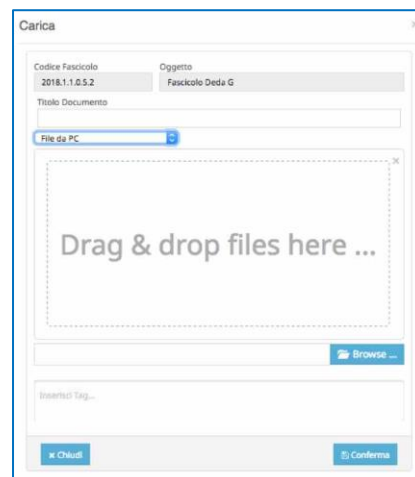 Carica
Codice Fascicolo Oggetto
2018.1.1.0.5.2 Fascicolo Deda G
Titolo Documento
File da PC
Drag & drop files here ...
Browse ...
Inserisci Tag...
Chiudi Conferma